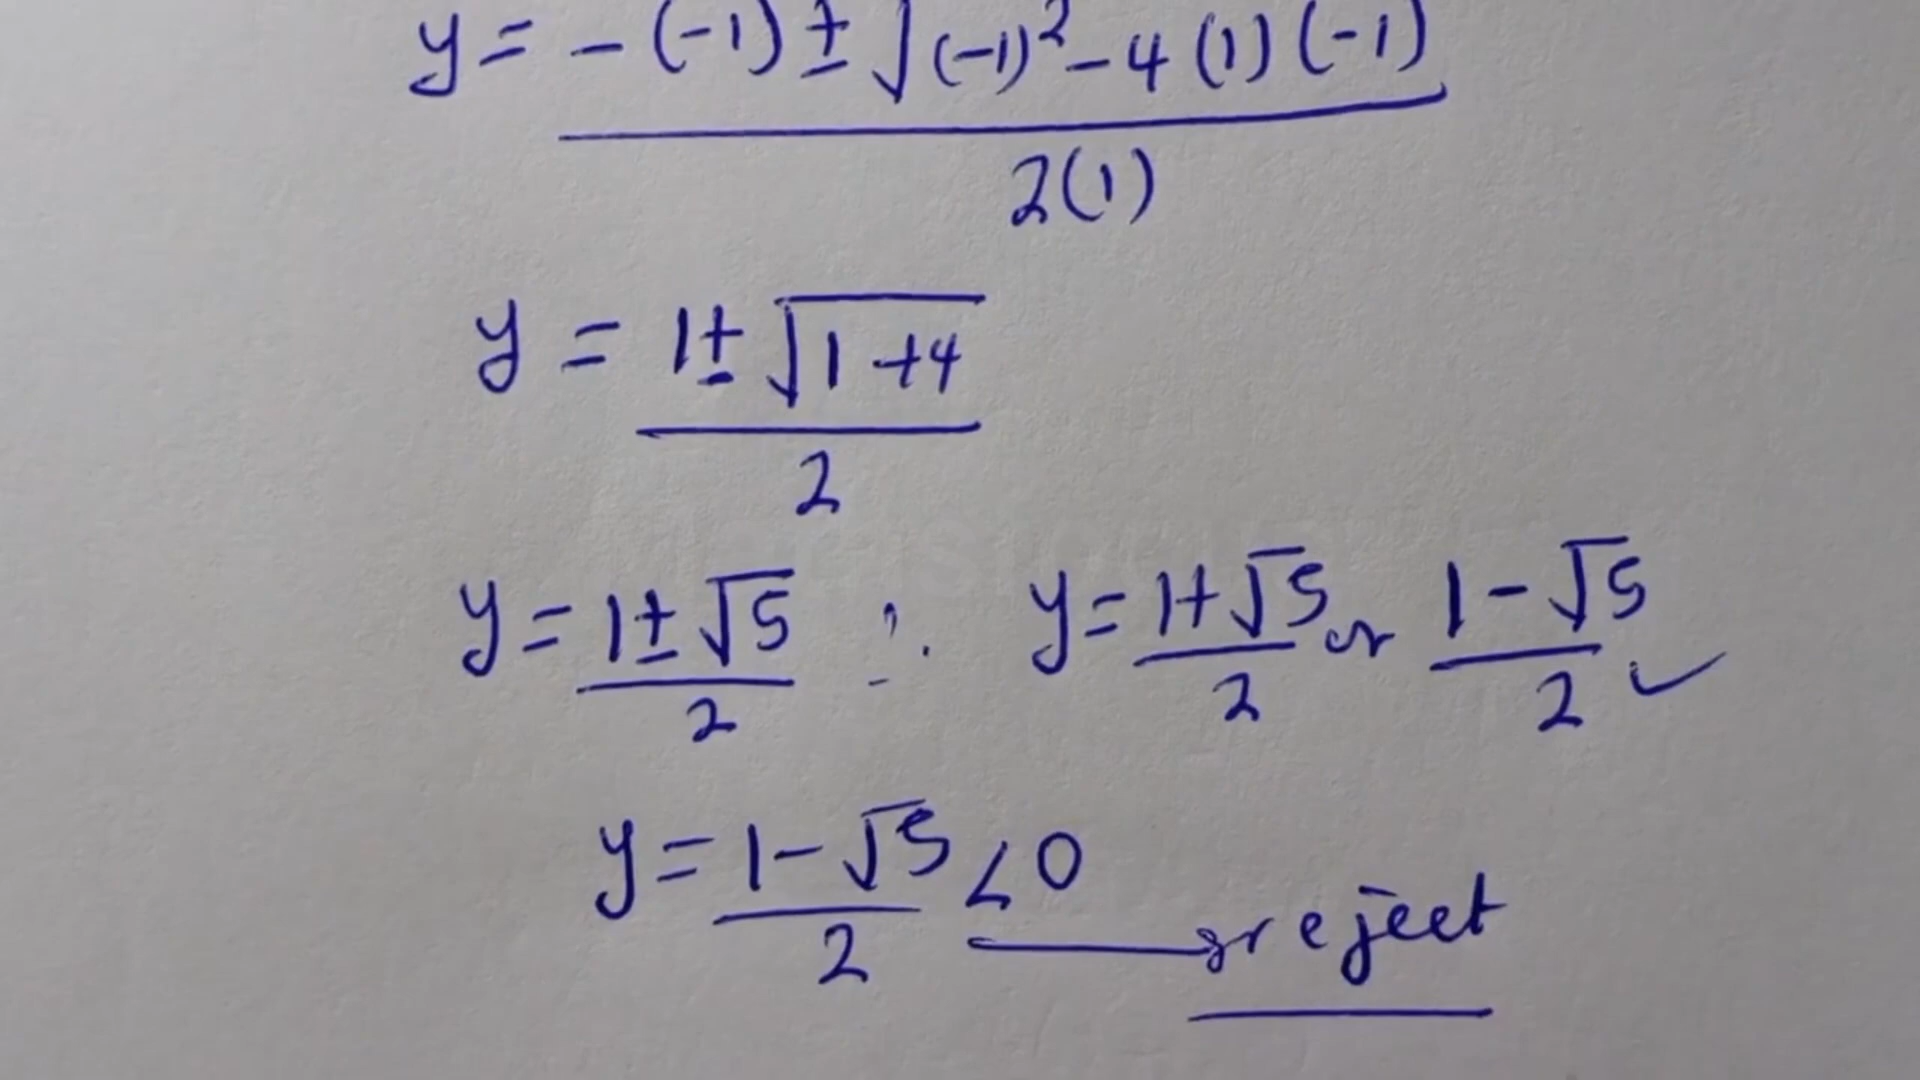 y = -(-1) ± √(-1)² - 4(1)(-1)
2(1)
y = 1 ± √1+4
2
y = 1 ± √5 ∴ y = 1+√5 or 1-√5 ✓
2 2 2
y = 1-√5 < 0
2
reject